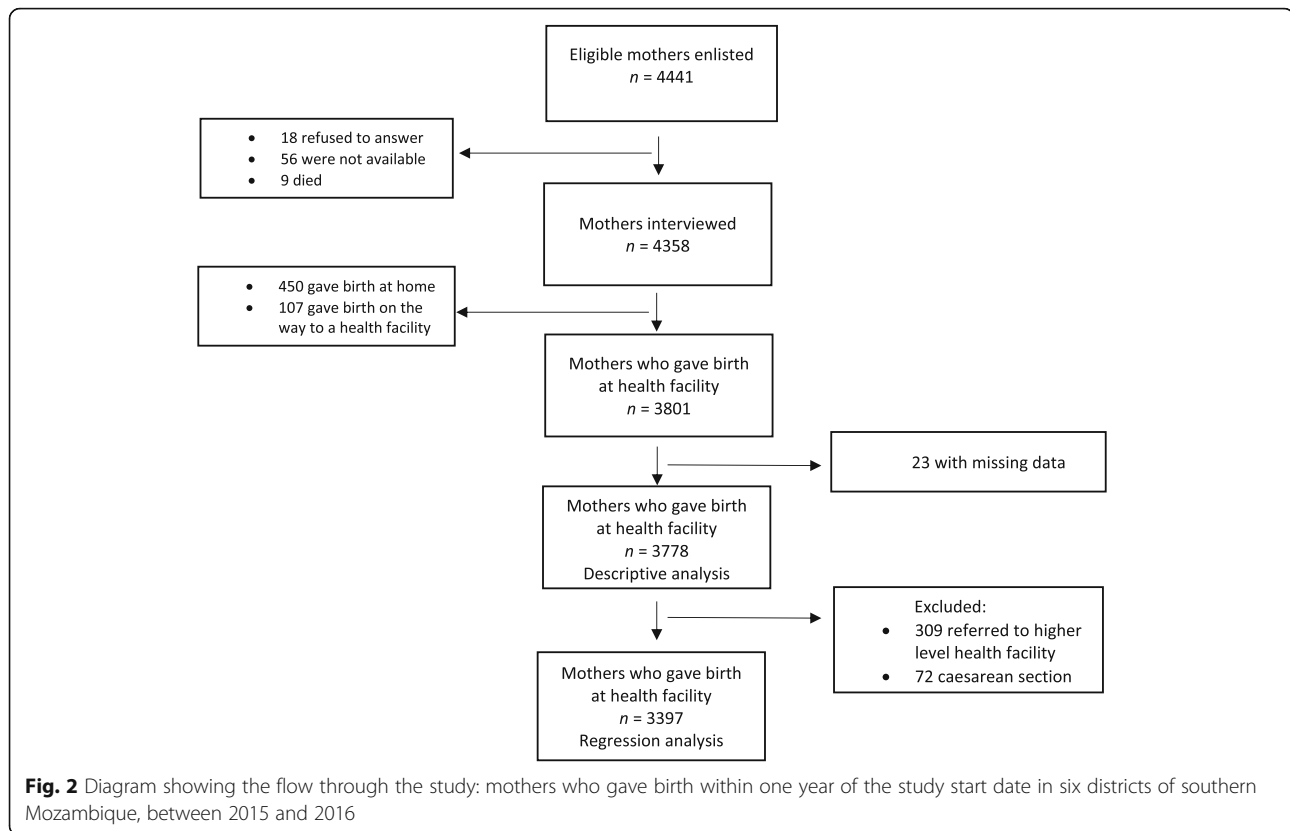 Eligible mothers enlisted
n = 4441
• 18 refused to answer
• 56 were not available
• 9 died
Mothers interviewed
n = 4358
• 450 gave birth at home
• 107 gave birth on the
way to a health facility
Mothers who gave birth
at health facility
n = 3801
23 with missing data
Mothers who gave birth
at health facility
n = 3778
Descriptive analysis
Excluded:
• 309 referred to higher
level health facility
• 72 caesarean section
Mothers who gave birth
at health facility
n = 3397
Regression analysis
Fig. 2 Diagram showing the flow through the study: mothers who gave birth within one year of the study start date in six districts of southern
Mozambique, between 2015 and 2016